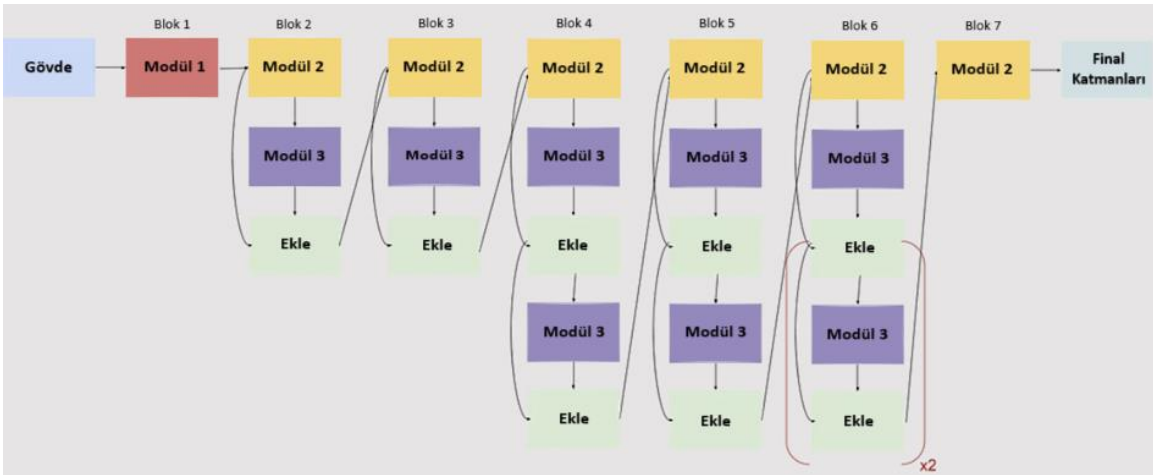 Blok 1
Blok 2
Blok 3
Blok 4
Blok 5
Blok 6
Blok 7
Gövde
Modül 1
Modül 2
Modül 2
Modül 2
Modül 2
Modül 2
Modül 2
Final
Katmanları
Modül 3
Modül 3
Modül 3
Modül 3
Modül 3
Ekle
Ekle
Ekle
Ekle
Ekle
Modül 3
Modül 3
Modül 3
Ekle
Ekle
Ekle
x2